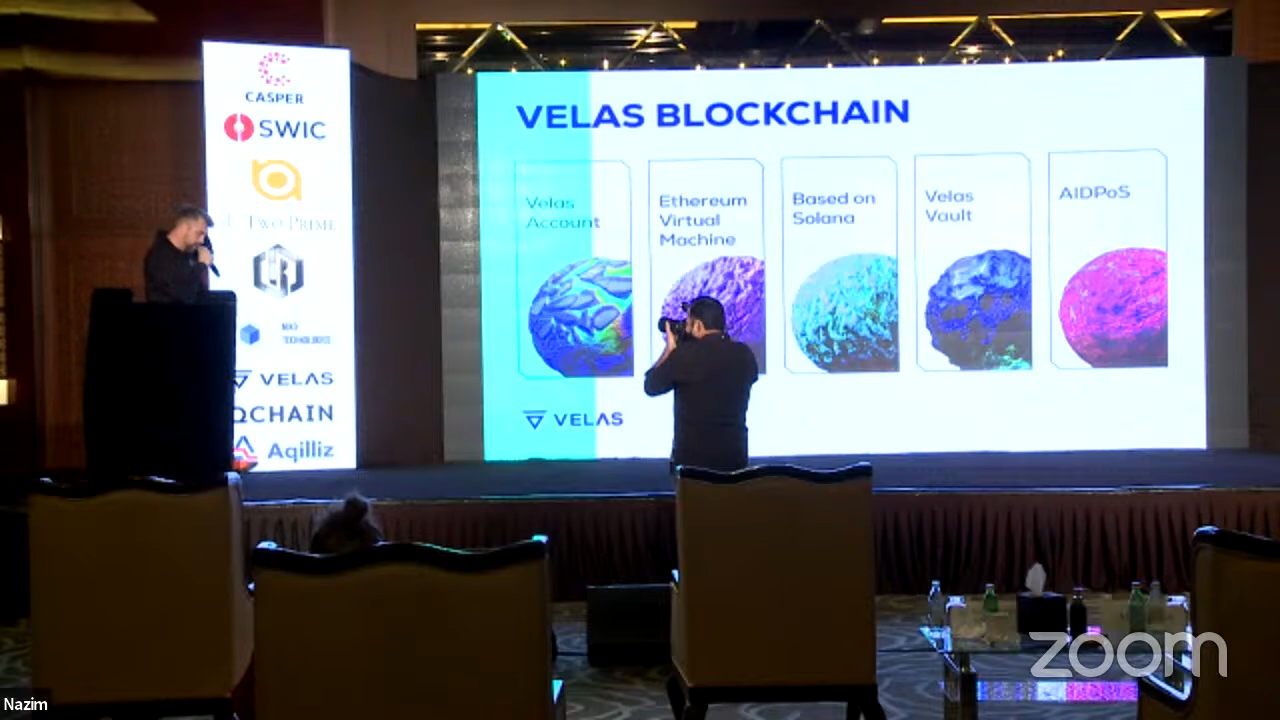 CASPER
SWIC
TWO PRIME
VELAS
QCHAIN
Aqilliz
VELAS BLOCKCHAIN
Velas
Account
Ethereum
Virtual
Machine
Based on
Solana
Velas
Vault
AIDPoS
VELAS
zoom
Nazim